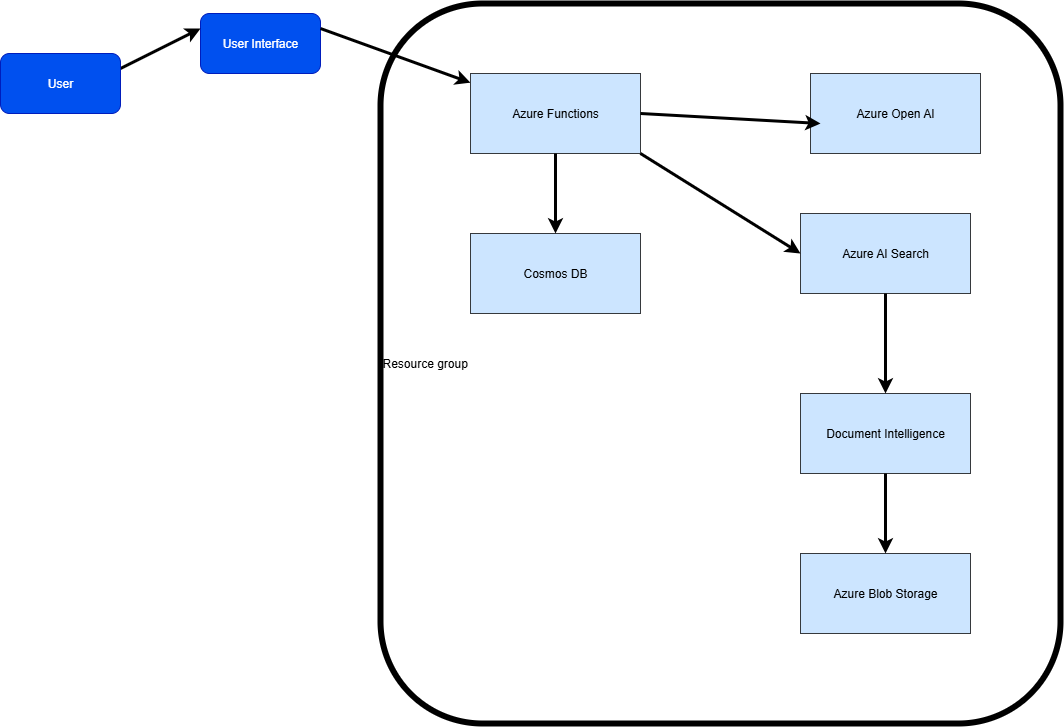 User Interface
User
Azure Functions
Azure Open AI
Azure AI Search
Cosmos DB
Resource group
Document Intelligence
Azure Blob Storage